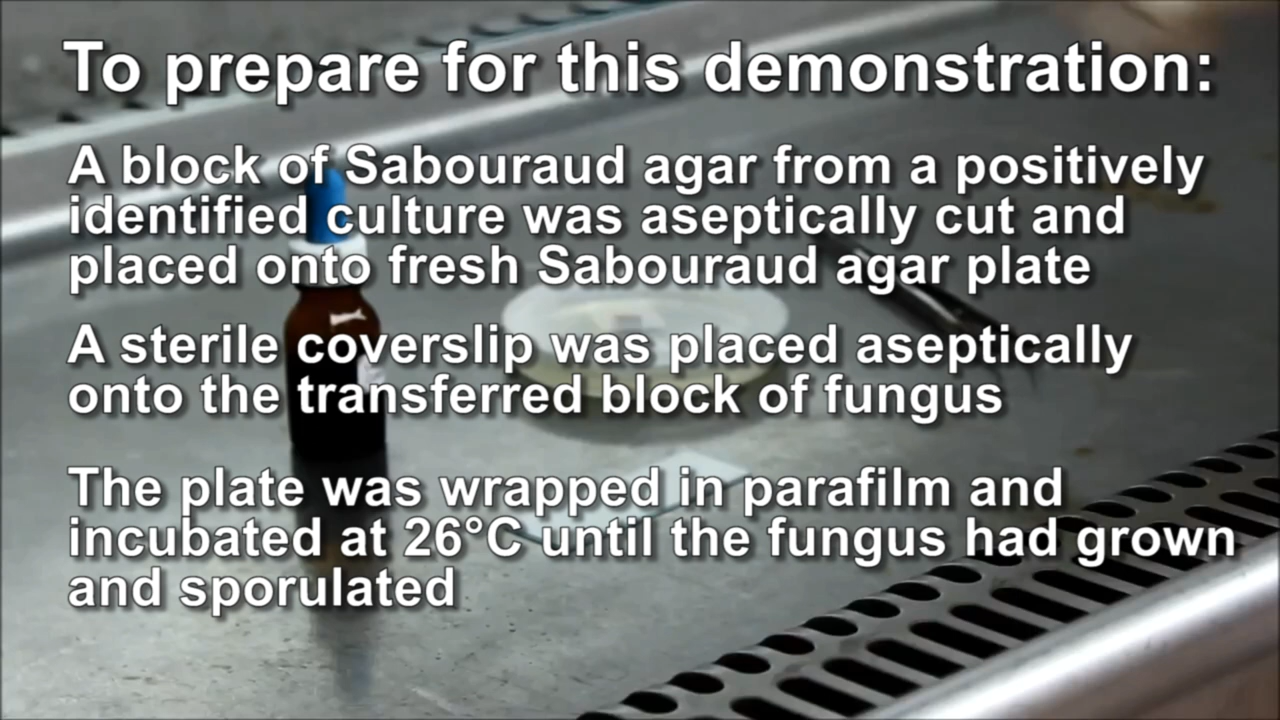 To prepare for this demonstration:
A block of Sabouraud agar from a positively
identified culture was aseptically cut and
placed onto fresh Sabouraud agar plate
A sterile coverslip was placed aseptically
onto the transferred block of fungus
The plate was wrapped in parafilm and
incubated at 26°C until the fungus had grown
and sporulated